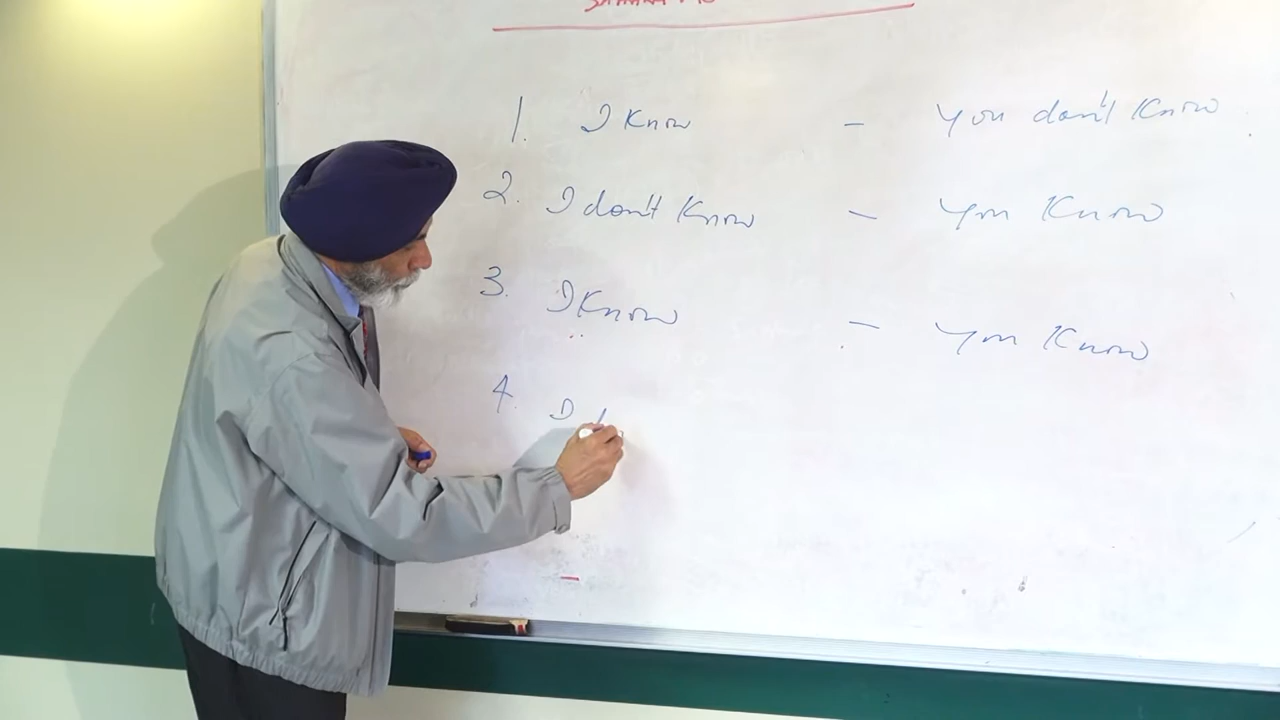 1. I Know - You don't Know
2. I don't Know - You Know
3. I Know - You Know
4. I